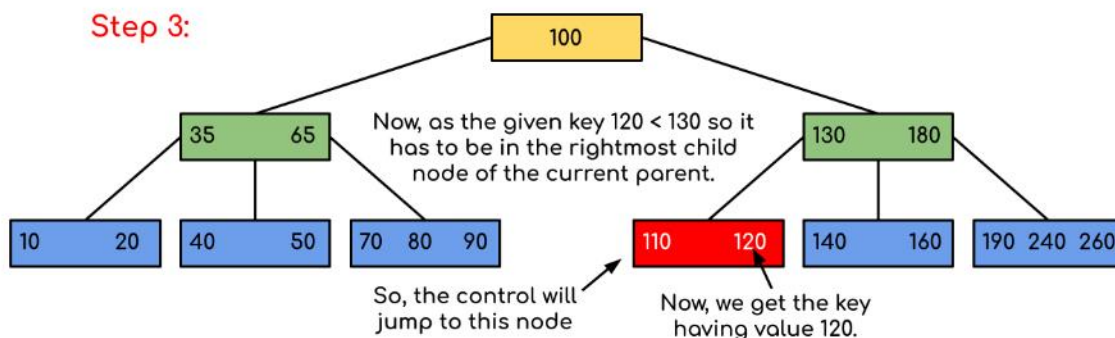 Step 3:
100
Now, as the given key 120 < 130 so it
has to be in the rightmost child
node of the current parent.
35 65
130 180
10 20
40 50
70 80 90
110 120
140 160
190 240 260
So, the control will
jump to this node
Now, we get the key
having value 120.